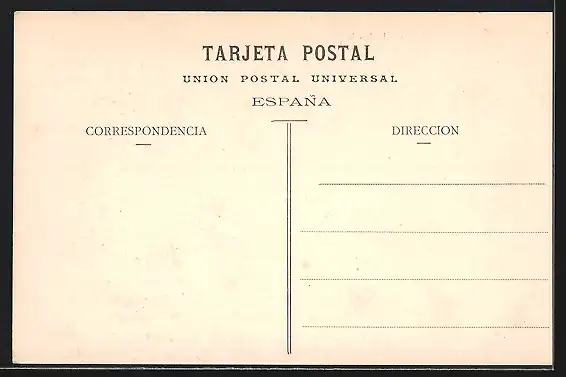 TARJETA POSTAL
UNION POSTAL UNIVERSAL
ESPAÑA
CORRESPONDENCIA
DIRECCION